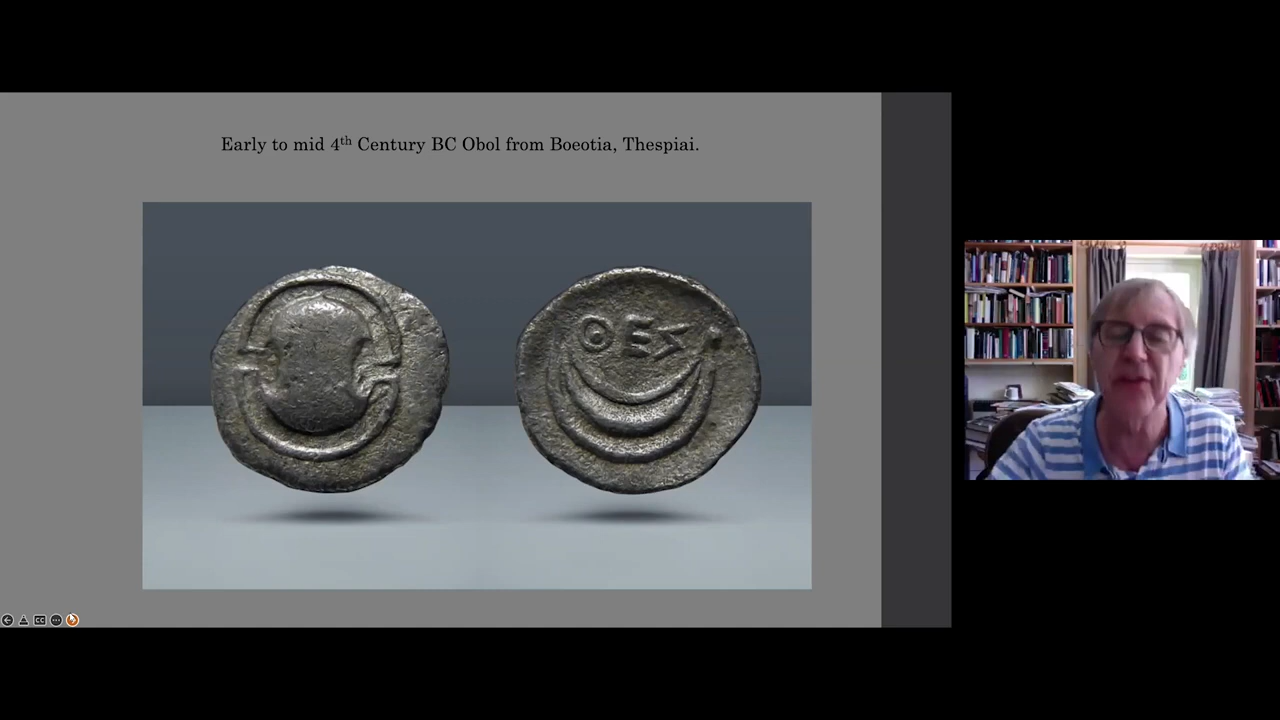 Early to mid 4th Century BC Obol from Boeotia, Thespiai.
ΘΕΣ